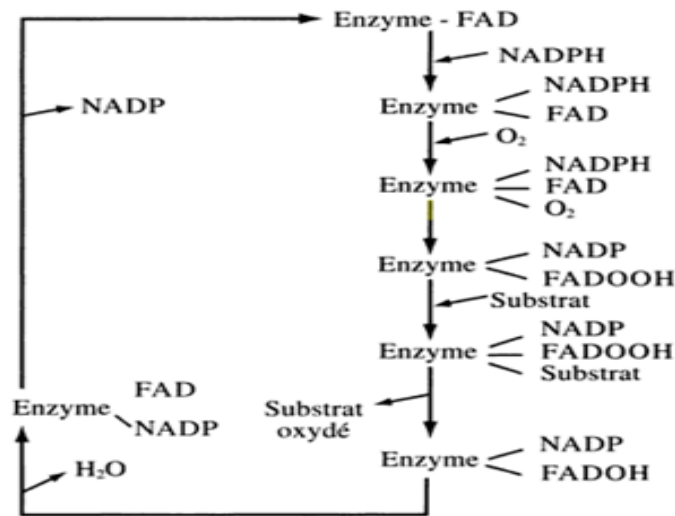 Enzyme - FAD
NADPH
NADP
Enzyme
NADPH
FAD
O₂
Enzyme
NADPH
FAD
O₂
Enzyme
NADP
FADOOH
Substrat
Enzyme
NADP
FADOOH
Substrat
Substrat
oxydé
Enzyme
FAD
NADP
Enzyme
NADP
FADOH
H₂O